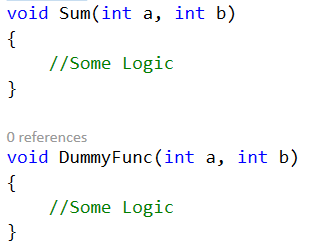 void Sum(int a, int b)
{
    //Some Logic
}
0 references
void DummyFunc(int a, int b)
{
    //Some Logic
}